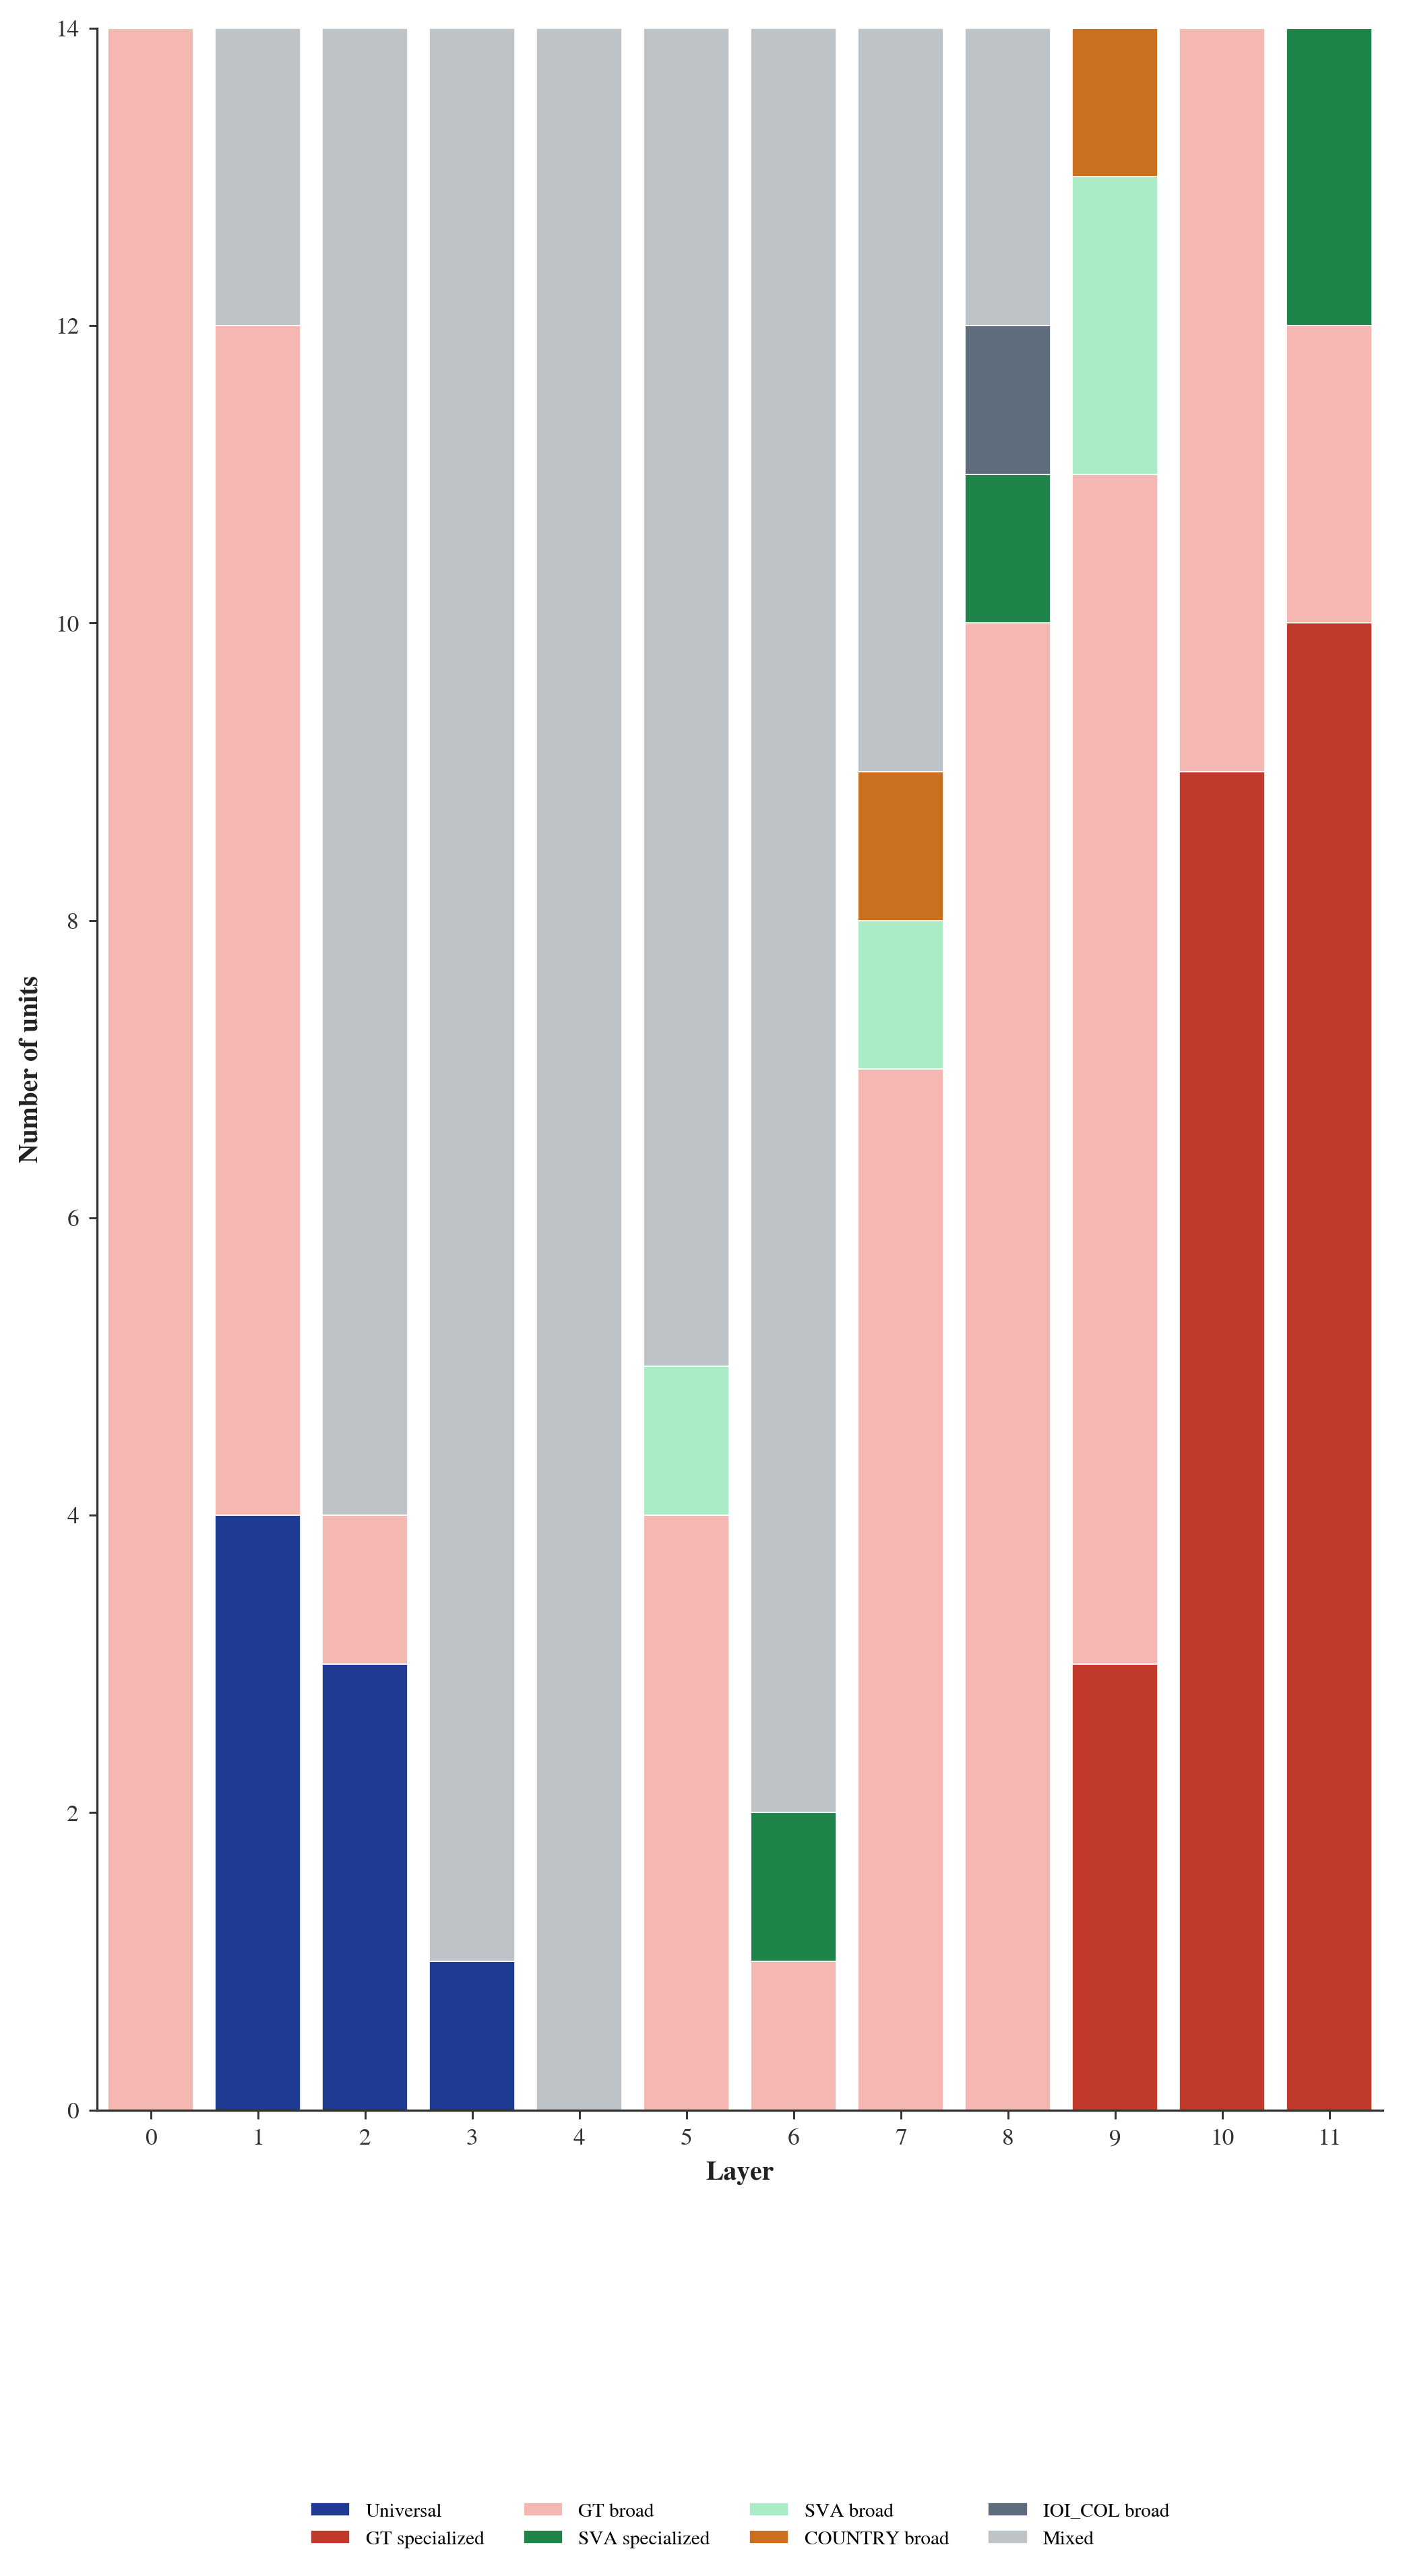 14
12
10
8
6
4
2
0
Number of units
0 1 2 3 4 5 6 7 8 9 10 11
Layer
Universal GT broad SVA broad IOI_COL broad
GT specialized SVA specialized COUNTRY broad Mixed